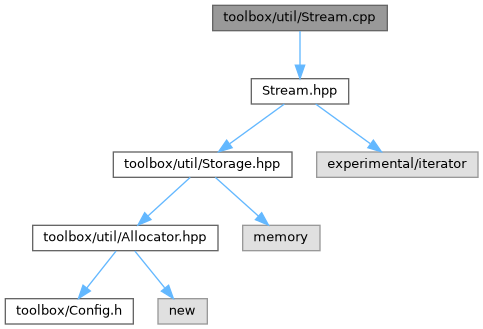 toolbox/util/Stream.cpp
Stream.hpp
toolbox/util/Storage.hpp
experimental/iterator
toolbox/util/Allocator.hpp
memory
toolbox/Config.h
new